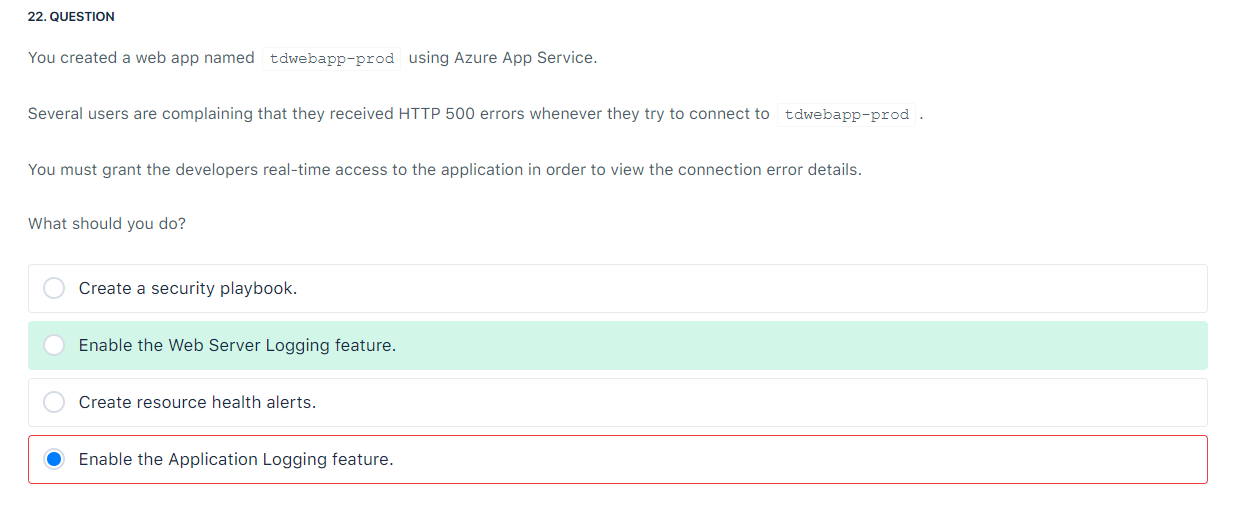 22. QUESTION
You created a web app named tdwebapp-prod using Azure App Service.
Several users are complaining that they received HTTP 500 errors whenever they try to connect to tdwebapp-prod .
You must grant the developers real-time access to the application in order to view the connection error details.
What should you do?
Create a security playbook.
Enable the Web Server Logging feature.
Create resource health alerts.
Enable the Application Logging feature.